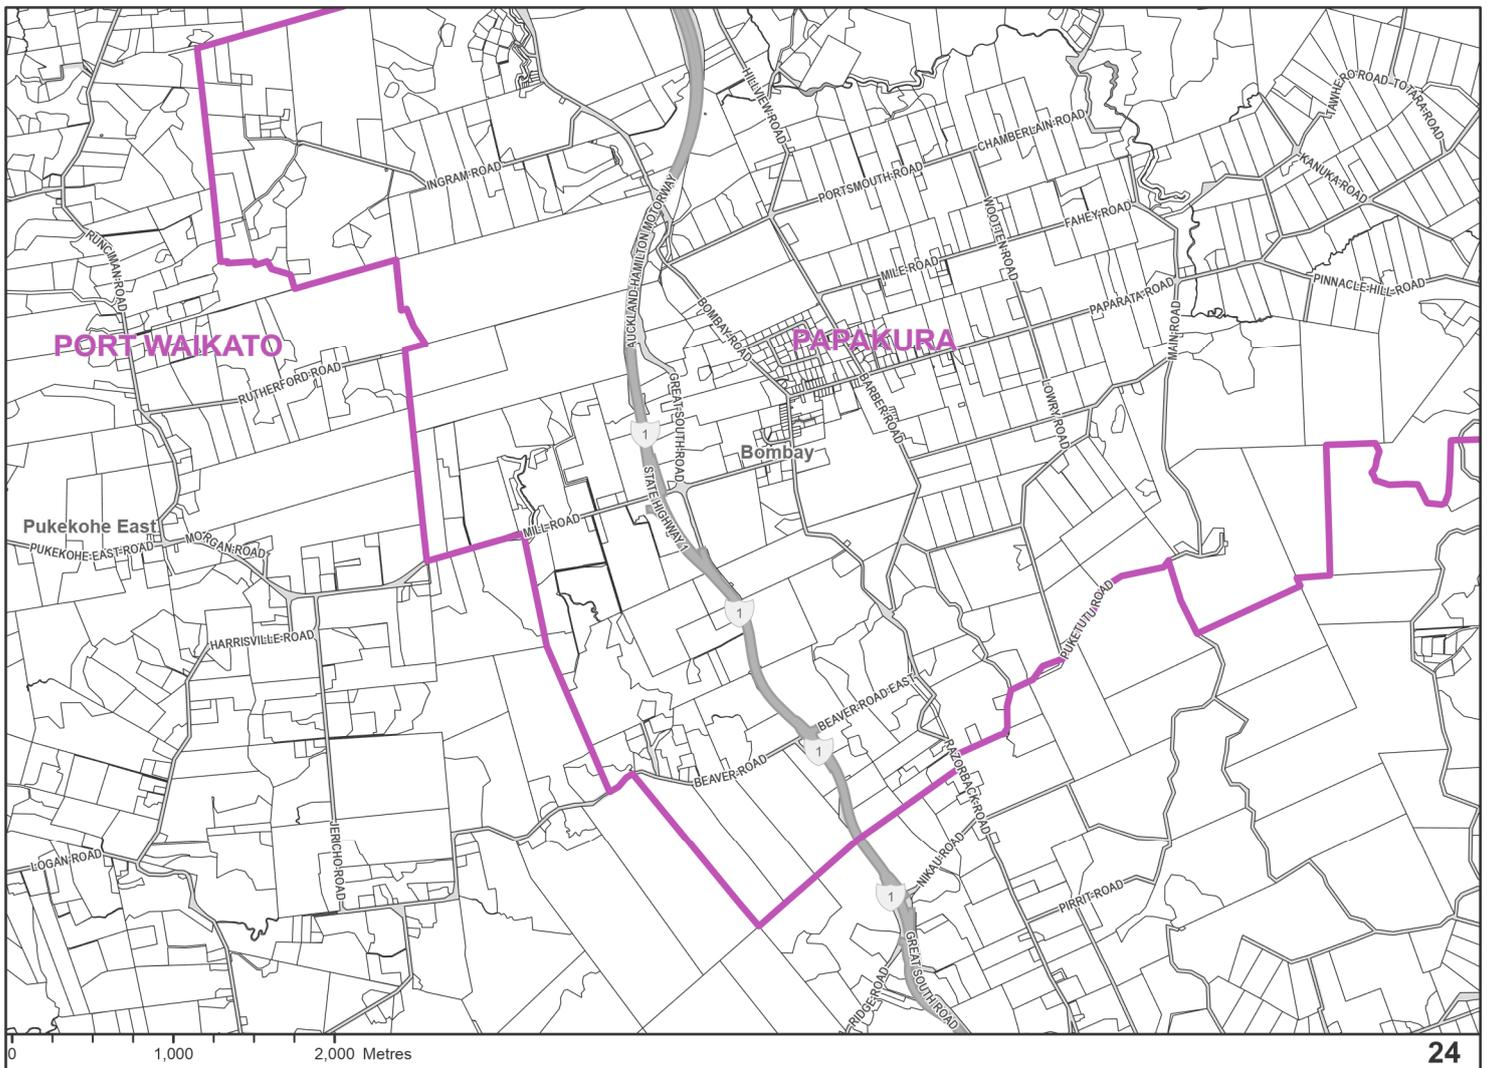 HILLVIEW ROAD
TAWHERO ROAD
TOTARA ROAD
CHAMBERLAIN ROAD
INGRAM ROAD
PORTSMOUTH ROAD
KANUKA ROAD
AUCKLAND-HAMILTON MOTORWAY
WOOTTEN ROAD
FAHEY ROAD
RUNCIMAN ROAD
MILE ROAD
PINNACLE HILL ROAD
PAPARATA ROAD
BOMBAY ROAD
MAIN ROAD
PORT WAIKATO
PAPAKURA
RUTHERFORD ROAD
GREAT SOUTH ROAD
BARBER ROAD
LOWRY ROAD
1
Bombay
STATE HIGHWAY 1
Pukekohe East
MILL ROAD
PUKEKOHE EAST ROAD
MORGAN ROAD
1
PUKETUTU ROAD
HARRISVILLE ROAD
BEAVER ROAD EAST
1
BEAVER ROAD
RAZORBACK ROAD
JERICHO ROAD
LOGAN ROAD
NIKAU ROAD
1
PIRRIT ROAD
GREAT SOUTH ROAD
RIDGE ROAD
0 1,000 2,000 Metres
24